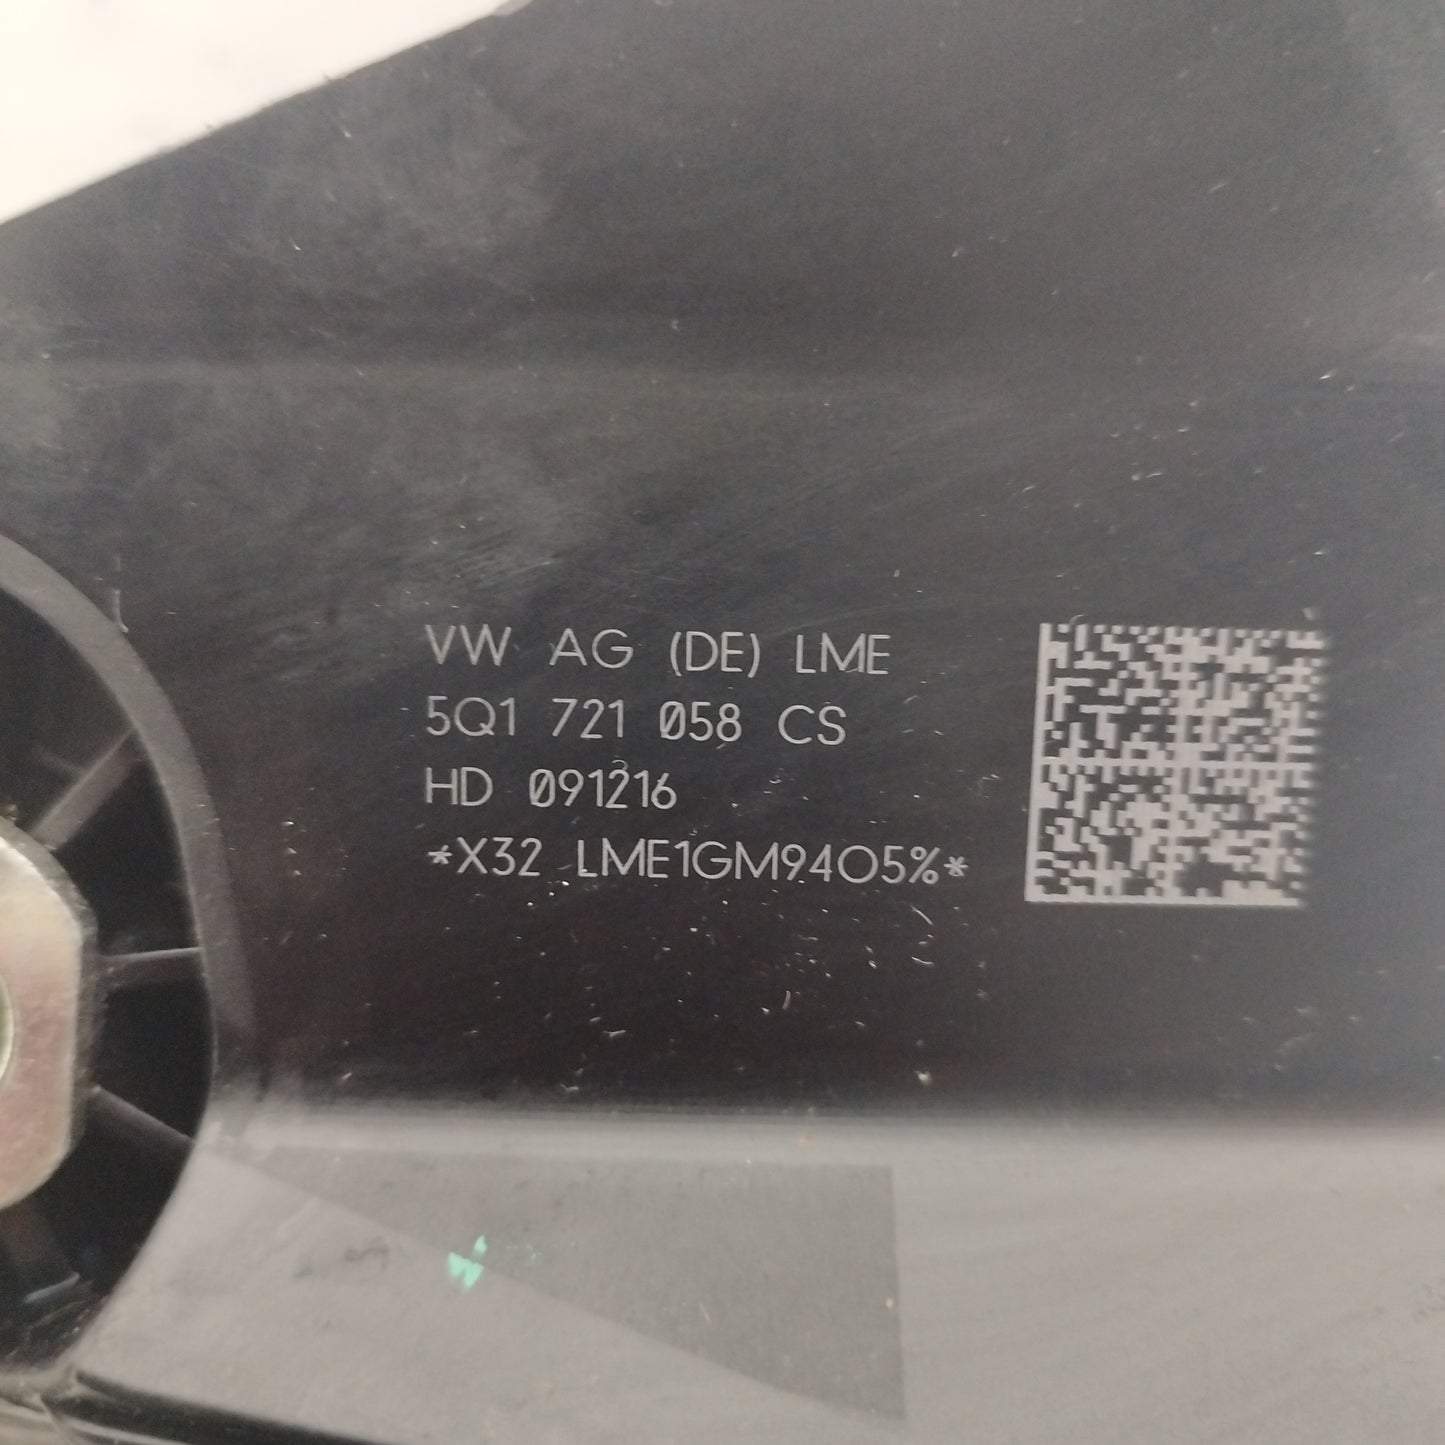 VW AG (DE) LME
5Q1 721 058 CS
HD 091216
*X32 LME1GM9405%*